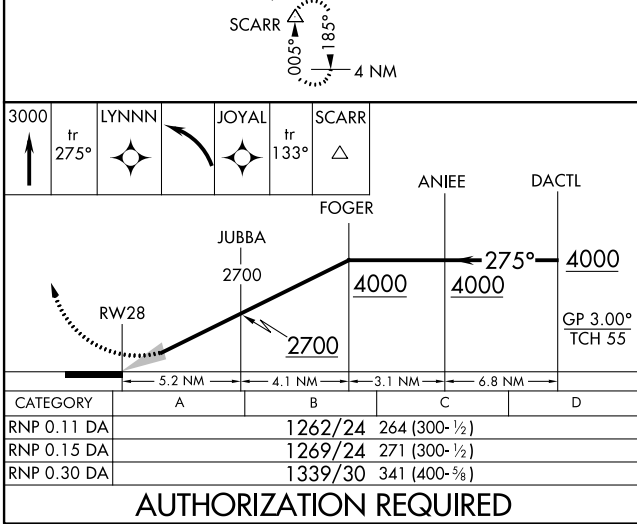 SCARR
005°
185°
4 NM
3000
tr
275°
LYNNN
JOYAL
tr
133°
SCARR
ANIEE
DACTL
FOGER
JUBBA
2700
275°
4000
4000
4000
RW28
2700
GP 3.00°
TCH 55
5.2 NM
4.1 NM
3.1 NM
6.8 NM
CATEGORY A B C D
RNP 0.11 DA 1262/24 264 (300-½)
RNP 0.15 DA 1269/24 271 (300-½)
RNP 0.30 DA 1339/30 341 (400-⅝)
AUTHORIZATION REQUIRED